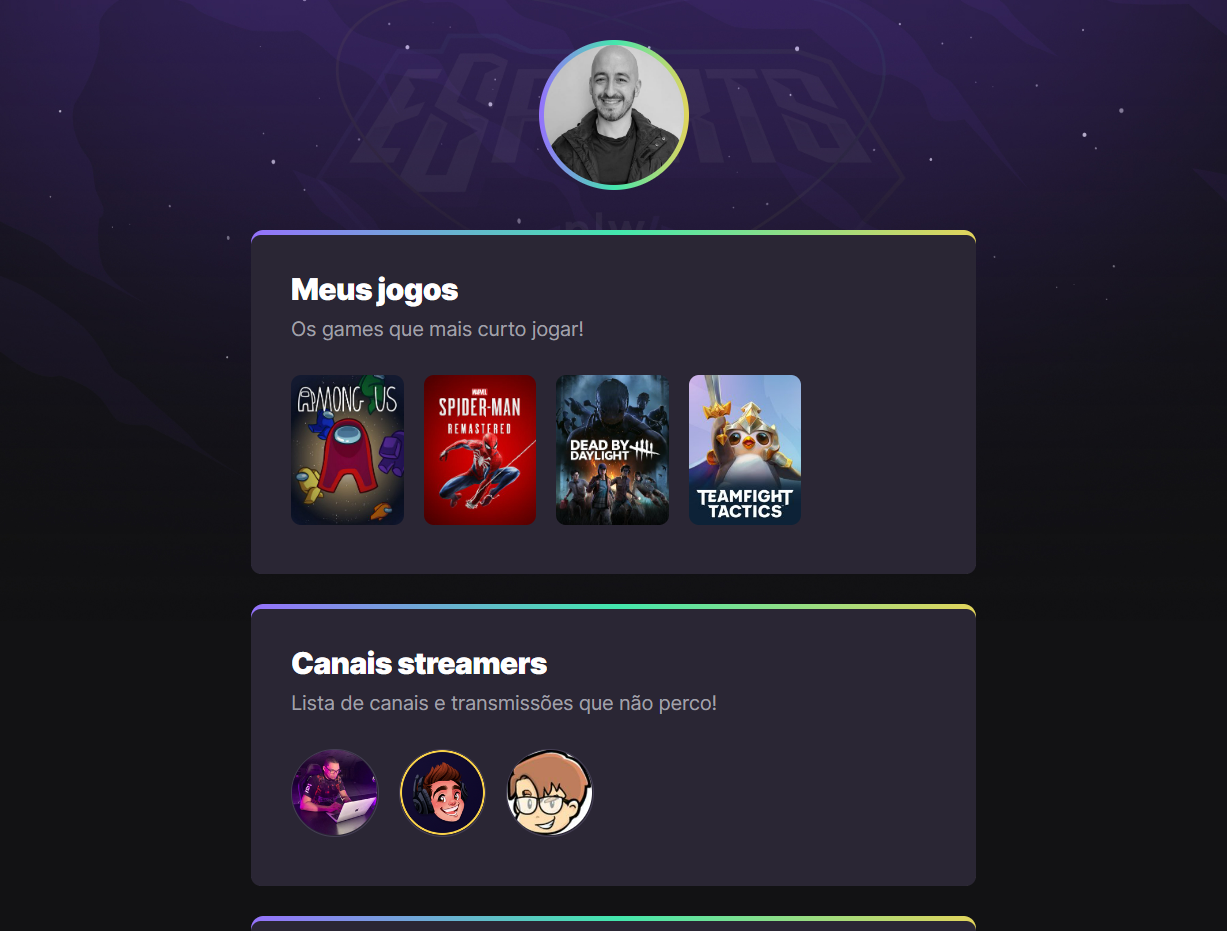 ESPORTS
nlw
Meus jogos
Os games que mais curto jogar!
AMONG US
MARVEL
SPIDER-MAN
REMASTERED
DEAD BY
DAYLIGHT
TEAMFIGHT
TACTICS
Canais streamers
Lista de canais e transmissões que não perco!